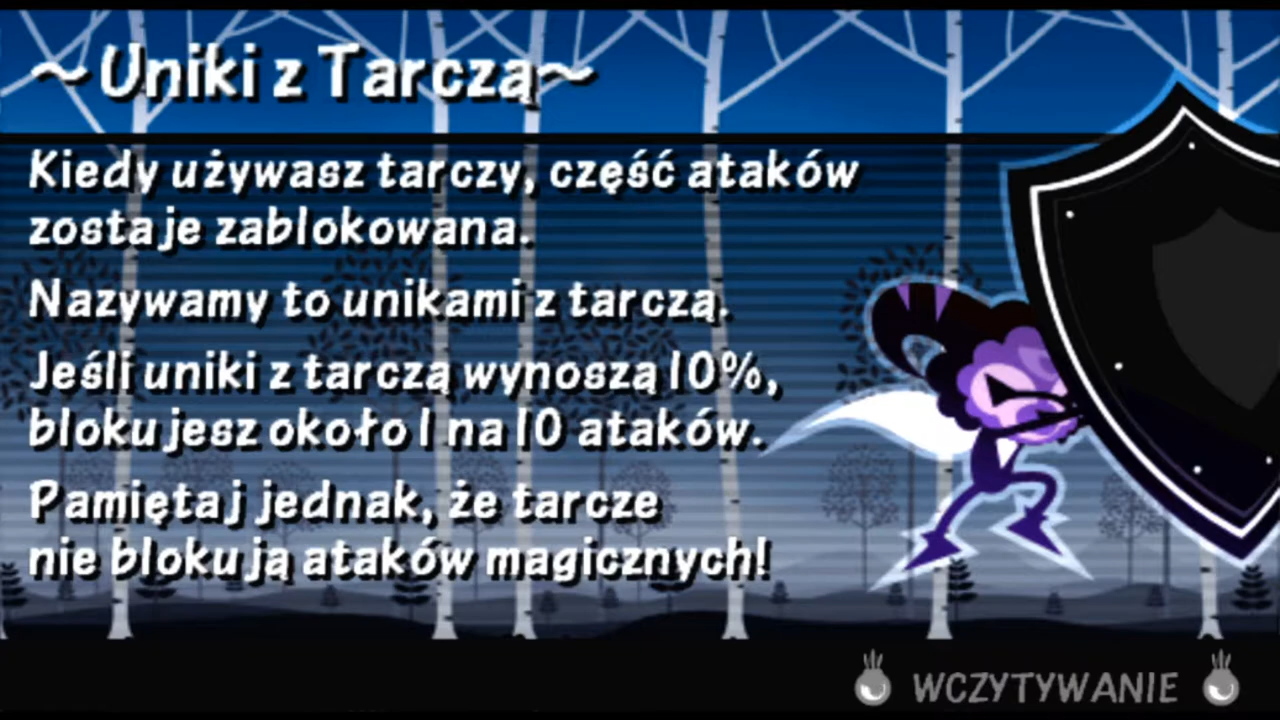 ~Uniki z Tarczą~
Kiedy używasz tarczy, część ataków
zostaje zablokowana.
Nazywamy to unikami z tarczą.
Jeśli uniki z tarczą wynoszą 10%,
blokujesz około 1 na 10 ataków.
Pamiętaj jednak, że tarcze
nie blokują ataków magicznych!
WCZYTYWANIE